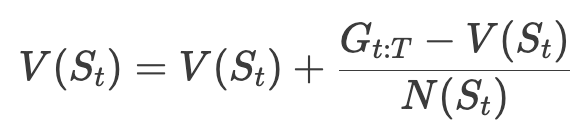 V(S_t) = V(S_t) + \frac{G_{t:T} - V(S_t)}{N(S_t)}